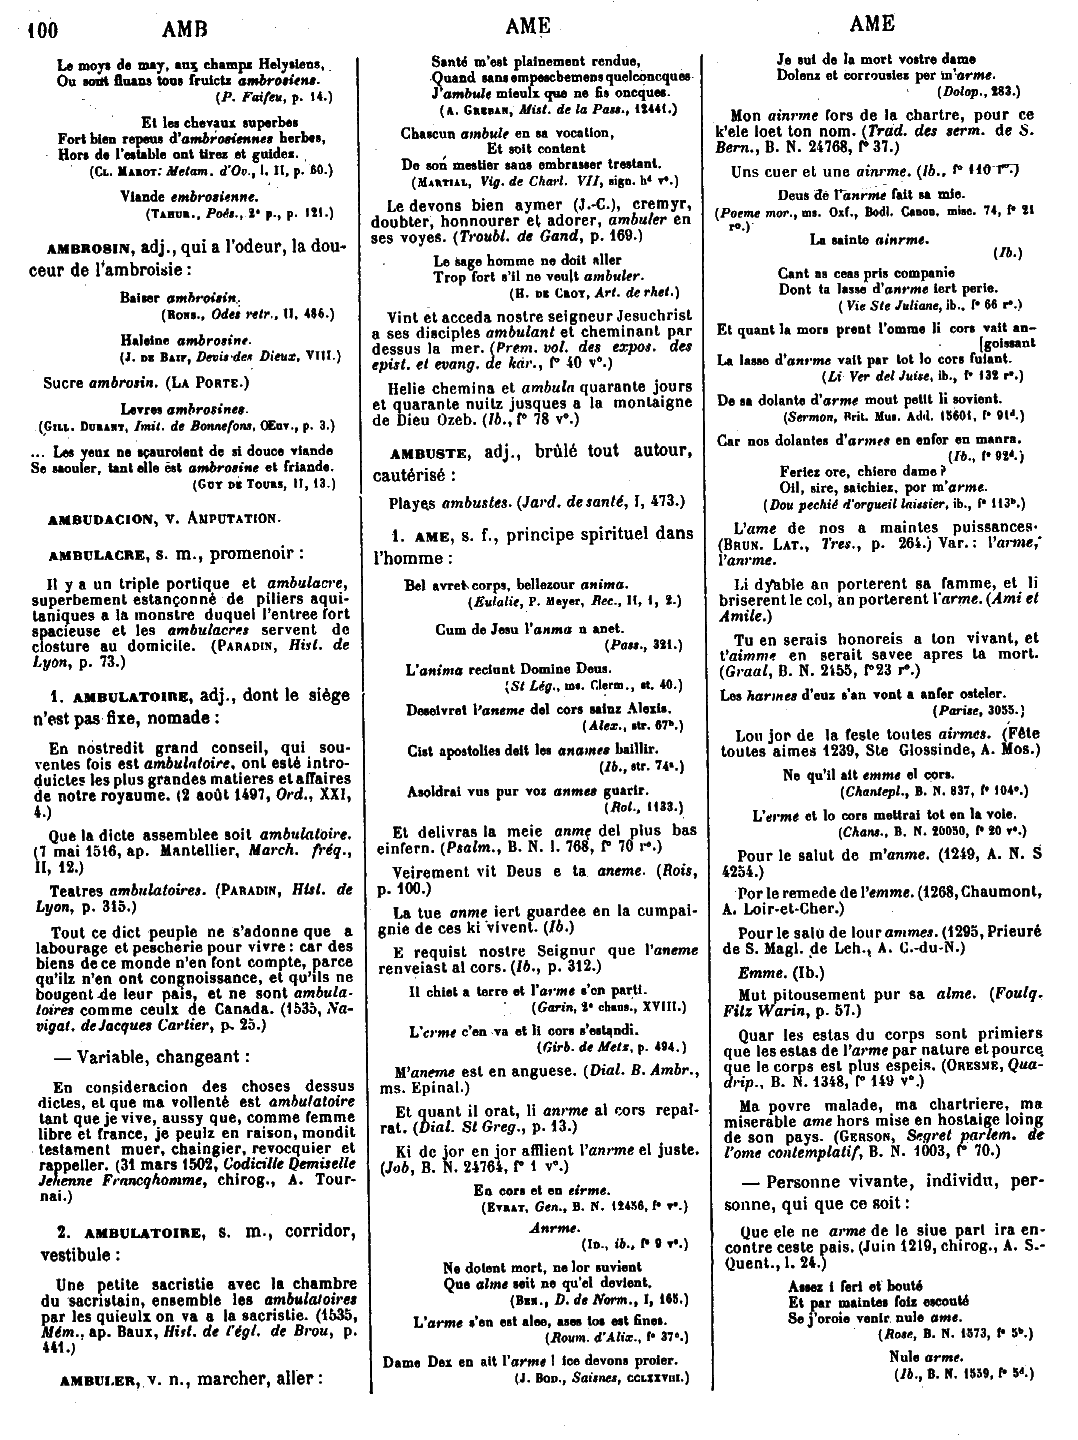 100 AMB
AME
AME
Le moys de may, aux champs Helysiens,
Ou sont fluans tous fruictz ambrosiens.
(P. Faifeu, p. 14.)
Et les chevaux superbes
Fort bien repeus d'ambrosiennes herbes,
Hors de l'estable ont tirez et guidez.
(CL. MAROT: Metam. d'Ov., l. II, p. 60.)
Viande ambrosienne.
(TAHUR., Poés., 2e p., p. 121.)
AMBROSIN, adj., qui a l'odeur, la dou-
ceur de l'ambroisie :
Baiser ambroisin.
(RONS., Odes retr., II, 486.)
Haleine ambrosine.
(J. DE BAIF, Devis des Dieux, VIII.)
Sucre ambrosin. (LA PORTE.)
Levres ambrosines.
(GILL. DURANT, Imit. de Bonnefons, Œuv., p. 3.)
... Les yeux ne sçauroient de si douce viande
Se saouler, tant elle est ambrosine et friande.
(GUY DE TOURS, II, 13.)
AMBUDACION, V. AMPUTATION.
AMBULACRE, s. m., promenoir :
Il y a un triple portique et ambulacre,
superbement estançonné de piliers aqui-
taniques a la monstre duquel l'entree fort
spacieuse et les ambulacres servent de
closture au domicile. (PARADIN, Hist. de
Lyon, p. 73.)
1. AMBULATOIRE, adj., dont le siège
n'est pas fixe, nomade :
En nostredit grand conseil, qui sou-
ventes fois est ambulatoire, ont esté intro-
duictes les plus grandes matieres et affaires
de notre royaume. (2 août 1497, Ord., XXI,
4.)
Que la dicte assemblee soit ambulatoire.
(7 mai 1516, ap. Mantellier, March. fréq.,
II, 12.)
Teatres ambulatoires. (PARADIN, Hist. de
Lyon, p. 315.)
Tout ce dict peuple ne s'adonne que a
labourage et pescherie pour vivre : car des
biens de ce monde n'en font compte, parce
qu'ilz n'en ont congnoissance, et qu'ils ne
bougent de leur païs, et ne sont ambula-
toires comme ceulx de Canada. (1535, Na-
vigat. de Jacques Cartier, p. 25.)
— Variable, changeant :
En consideracion des choses dessus
dictes, et que ma vollenté est ambulatoire
tant que je vive, aussy que, comme femme
libre et france, je peulz en raison, mondit
testament muer, chaingier, revocquier et
rappeller. (31 mars 1502, Codicille Demiselle
Jehenne Francqhomme, chirog., A. Tour-
nai.)
2. AMBULATOIRE, s. m., corridor,
vestibule :
Une petite sacristie avec la chambre
du sacristain, ensemble les ambulatoires
par les quieulx on va a la sacristie. (1535,
Mém., ap. Baux, Hist. de l'égl. de Brou, p.
441.)
AMBULER, v. n., marcher, aller :
Santé m'est plainement rendue,
Quand sans empeschemens quelconcques
J'ambule mieulx que ne fis oncques.
(A. GREBAN, Mist. de la Pass., 12441.)
Chascun ambule en sa vocation,
Et soit content
De son mestier sans embrasser trestant.
(MARTIAL, Vig. de Charl. VII, sign. hd vo.)
Le devons bien aymer (J.-C.), cremyr,
doubter, honnourer et adorer, ambuler en
ses voyes. (Troubl. de Gand, p. 169.)
Le sage homme ne doit aller
Trop fort s'il ne veult ambuler.
(H. DE CROY, Art. de rhet.)
Vint et acceda nostre seigneur Jesuchrist
a ses disciples ambulant et cheminant par
dessus la mer. (Prem. vol. des expos. des
epist. et evang. de kar., fo 40 vo.)
Helie chemina et ambula quarante jours
et quarante nuitz jusques a la montaigne
de Dieu Ozeb. (Ib., fo 78 vo.)
AMBUSTE, adj., brûlé tout autour,
cautérisé :
Playes ambustes. (Jard. de santé, I, 473.)
1. AME, s. f., principe spirituel dans
l'homme :
Bel avret corps, bellezour anima.
(Eulalie, P. Meyer, Rec., II, 1, 2.)
Cum de Jesu l'anma n anet.
(Pass., 321.)
L'anima reciunt Domine Deus.
(St Lég., ms. Clerm., st. 40.)
Deseivret l'aneme del cors sainz Alexis.
(Alex., str. 67b.)
Cist apostolies deit les anames baillir.
(Ib., str. 74a.)
Asoldrai vus pur voz anmes guarir.
(Rol., 1133.)
Et delivras la meie anme del plus bas
einfern. (Psalm., B. N. l. 768, fo 70 ro.)
Veirement vit Deus e ta aneme. (Rois,
p. 100.)
La tue anme iert guardee en la cumpai-
gnie de ces ki vivent. (Ib.)
E requist nostre Seignur que l'aneme
renveiast al cors. (Ib., p. 312.)
Il chiet a terre et l'arme s'en parti.
(Garin, 2e chans., XVIII.)
L'erme c'en va et li cors s'estandi.
(Girb. de Metz, p. 494.)
M'aneme est en anguese. (Dial. B. Ambr.,
ms. Epinal.)
Et quant il orat, li anrme al cors repai-
rat. (Dial. St Greg., p. 13.)
Ki de jor en jor afflient l'anrme el juste.
(Job, B. N. 24764, fo 1 vo.)
En cors et en eirme.
(EVRAT, Gen., B. N. 12456, fo vo.)
Anrme.
(ID., ib., fo 9 vo.)
Ne dotent mort, ne lor suvient
Que alme seit ne qu'el devient.
(BEN., D. de Norm., I, 165.)
L'arme s'en est alee, ases tos est fines.
(Roum. d'Alix., fo 37c.)
Dame Dex en ait l'arme ! ice devons proier.
(J. BOD., Saisnes, CCLXXVIII.)
Je sui de la mort vostre dame
Dolenz et corrousiez per m'arme.
(Dolop., 283.)
Mon ainrme fors de la chartre, pour ce
k'ele loet ton nom. (Trad. des serm. de S.
Bern., B. N. 24768, fo 37.)
Uns cuer et une ainrme. (Ib., fo 110 ro.)
Deus de l'anrme fait sa mie.
(Poeme mor., ms. Oxf., Bodl. Canon. misc. 74, fo 21
ro.)
La sainte ainrme.
(Ib.)
Cant as ceas pris companie
Dont ta lasse d'anrme iert perie.
(Vie Ste Juliane, ib., fo 66 ro.)
Et quant la mors prent l'omme li cors vait an-
[goissant
La lasse d'anrme vait par tot lo cors fuiant.
(Li Ver del Juise, ib., fo 132 ro.)
De sa dolante d'arme mout petit li sovient.
(Sermon, Brit. Mus. Add. 15601, fo 91d.)
Car nos dolantes d'armes en enfer en manra.
(Ib., fo 92d.)
Feriez ore, chiere dame ?
Oil, sire, saichiez, por m'arme.
(Dou pechié d'orgueil laissier, ib., fo 113b.)
L'ame de nos a maintes puissances.
(BRUN. LAT., Tres., p. 264.) Var. : l'arme,
l'anrme.
Li dyable an porterent sa famme, et li
briserent le col, an porterent l'arme. (Ami et
Amile.)
Tu en serais honoreis a ton vivant, et
t'aimme en serait savee apres ta mort.
(Graal, B. N. 2455, fo 23 ro.)
Les harmes d'euz s'an vont a anfer osteler.
(Parise, 3055.)
Lou jor de la feste toutes airmes. (Fête
toutes aimes 1239, Ste Glossinde, A. Mos.)
Ne qu'il ait emme el cors.
(Chantepl., B. N. 837, fo 104c.)
L'erme et lo cors mettrai tot en la voie.
(Chans., B. N. 20050, fo 20 vo.)
Pour le salut de m'anme. (1249, A. N. S
4254.)
Por le remede de l'emme. (1268, Chaumont,
A. Loir-et-Cher.)
Pour le salu de lour ammes. (1295, Prieuré
de S. Magl. de Leh., A. C.-du-N.)
Emme. (Ib.)
Mut pitousement pur sa alme. (Foulq.
Fitz Warin, p. 57.)
Quar les estas du corps sont primiers
que les estas de l'arme par nature et pource
que le corps est plus espeis. (ORESME, Qua-
drip., B. N. 1348, fo 149 vo.)
Ma povre malade, ma chartriere, ma
miserable ame hors mise en hostaige loing
de son pays. (GERSON, Segret parlem. de
l'ome contemplatif, B. N. 1003, fo 70.)
— Personne vivante, individu, per-
sonne, qui que ce soit :
Que ele ne arme de le siue part ira en-
contre ceste pais. (Juin 1219, chirog., A. S.-
Quent., l. 24.)
Assez i feri et bouté
Et par maintes foiz escouté
Se j'oroie venir nule ame.
(Rose, B. N. 1573, fo 5b.)
Nule arme.
(Ib., B. N. 1559, fo 5d.)